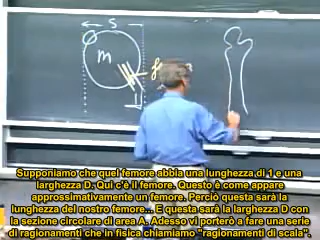 S
m
f
Supponiamo che quel femore abbia una lunghezza di 1 e una
larghezza D. Qui c'è il femore. Questo è come appare
approssimativamente un femore. Perciò questa sarà la
lunghezza del nostro femore... E questa sarà la larghezza D con
la sezione circolare di area A. Adesso vi porterò a fare una serie
di ragionamenti che in fisica chiamiamo "ragionamenti di scala".